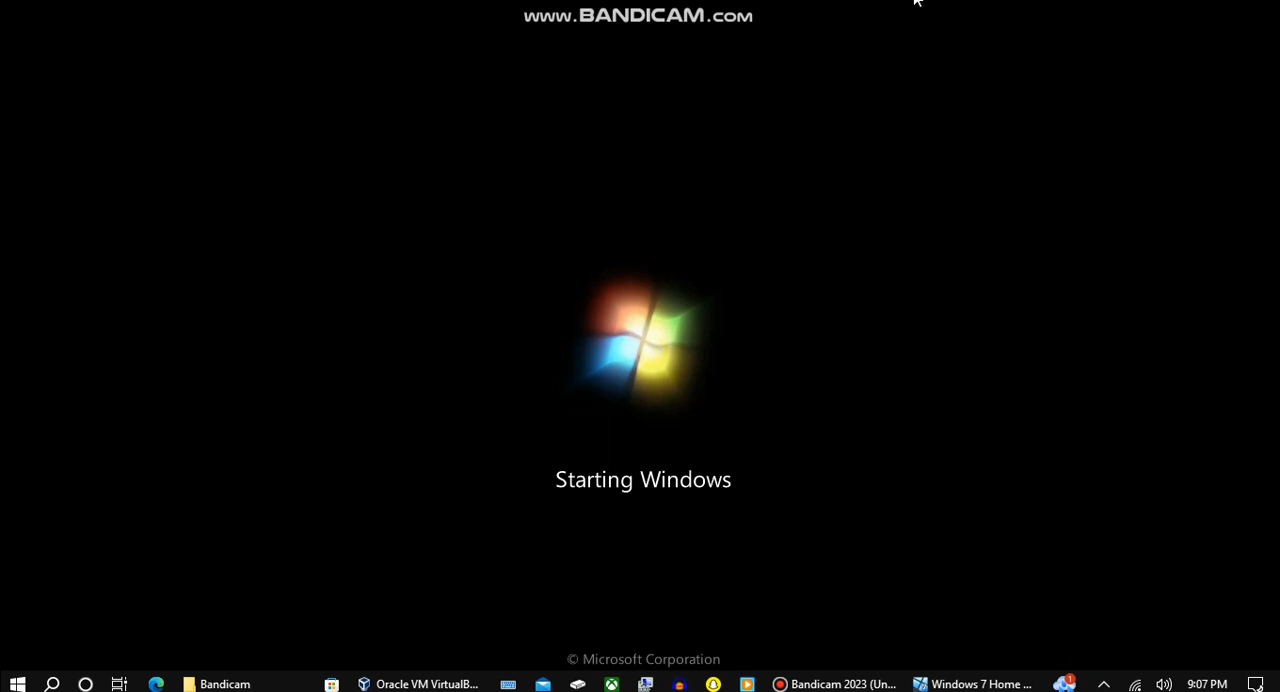 www.BANDICAM.COM
Starting Windows
© Microsoft Corporation
Bandicam
Oracle VM VirtualB...
Bandicam 2023 (Un...
Windows 7 Home ...
1
9:07 PM